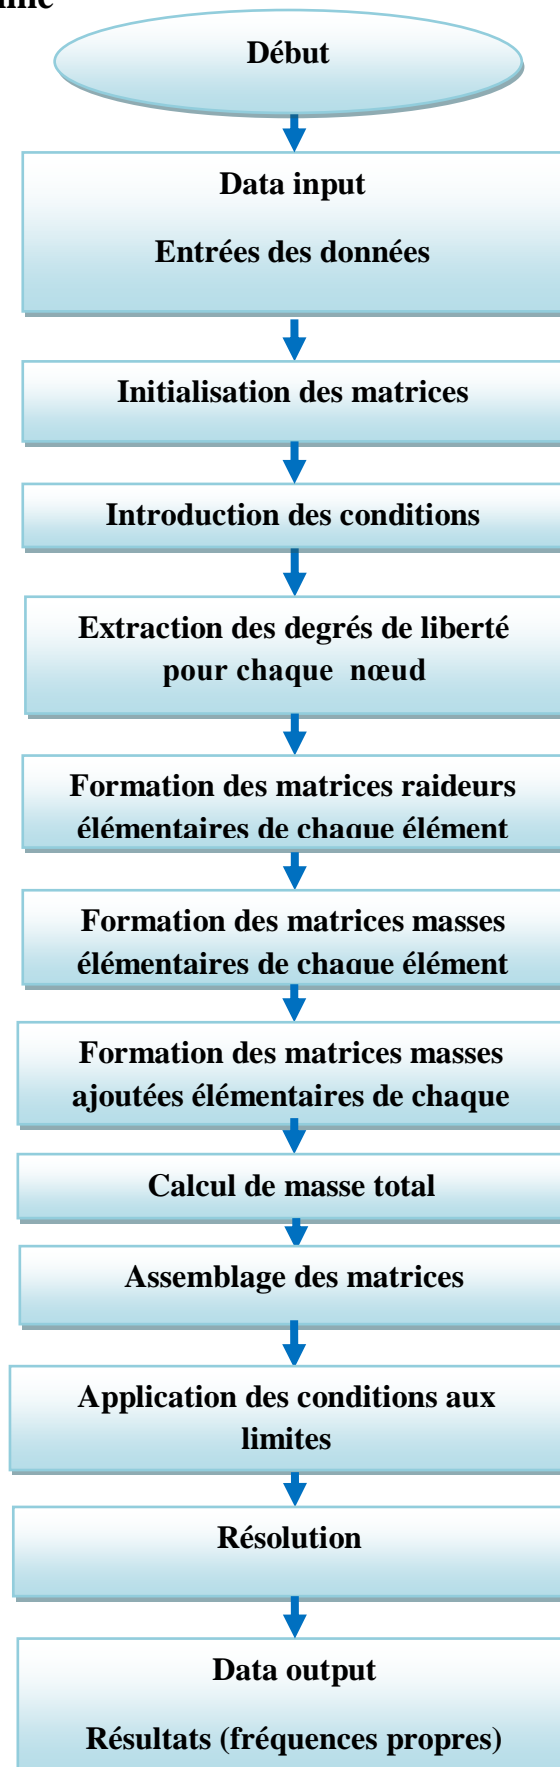 Début
Data input
Entrées des données
Initialisation des matrices
Introduction des conditions
Extraction des degrés de liberté
pour chaque nœud
Formation des matrices raideurs
élémentaires de chaque élément
Formation des matrices masses
élémentaires de chaque élément
Formation des matrices masses
ajoutées élémentaires de chaque
Calcul de masse total
Assemblage des matrices
Application des conditions aux
limites
Résolution
Data output
Résultats (fréquences propres)